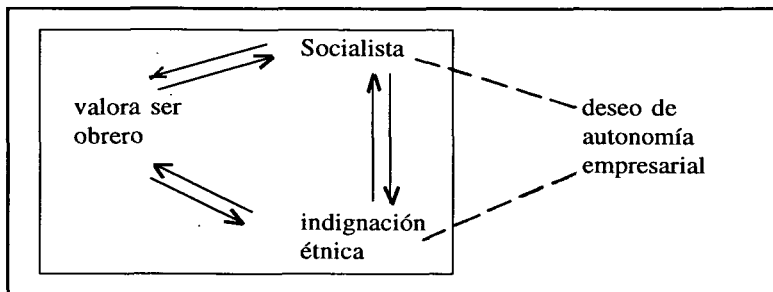 Socialista
valora ser
obrero
deseo de
autonomía
empresarial
indignación
étnica